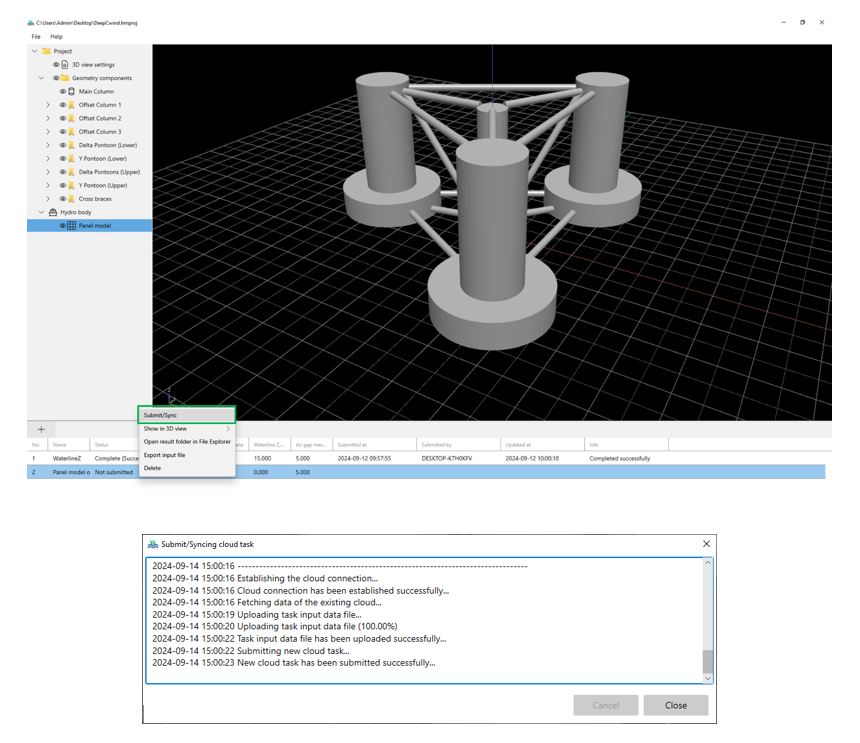 C:\Users\Admin\Desktop\DeepCwind.hmproj
File Help
Project
3D view settings
Geometry components
Main Column
Offset Column 1
Offset Column 2
Offset Column 3
Delta Pontoon (Lower)
Y Pontoon (Lower)
Delta Pontoons (Upper)
Y Pontoon (Upper)
Cross braces
Hydro body
Panel model
Z
+
Submit/Sync
Show in 3D view
Open result folder in File Explorer
Export input file
Delete
No. Name Status Waterline Z,... Air gap mes... Submitted at Submitted by Updated at Info
1 WaterlineZ Complete (Succe 15.000 5.000 2024-09-12 09:57:55 DESKTOP-K7H0KFV 2024-09-12 10:00:18 Completed successfully
2 Panel model o Not submitted 0.000 5.000
Submit/Syncing cloud task
2024-09-14 15:00:16 --------------------------------------------------------------------------------
2024-09-14 15:00:16 Establishing the cloud connection...
2024-09-14 15:00:16 Cloud connection has been established successfully...
2024-09-14 15:00:16 Fetching data of the existing cloud...
2024-09-14 15:00:19 Uploading task input data file...
2024-09-14 15:00:20 Uploading task input data file (100.00%)
2024-09-14 15:00:22 Task input data file has been uploaded successfully...
2024-09-14 15:00:22 Submitting new cloud task...
2024-09-14 15:00:23 New cloud task has been submitted successfully...
Cancel Close